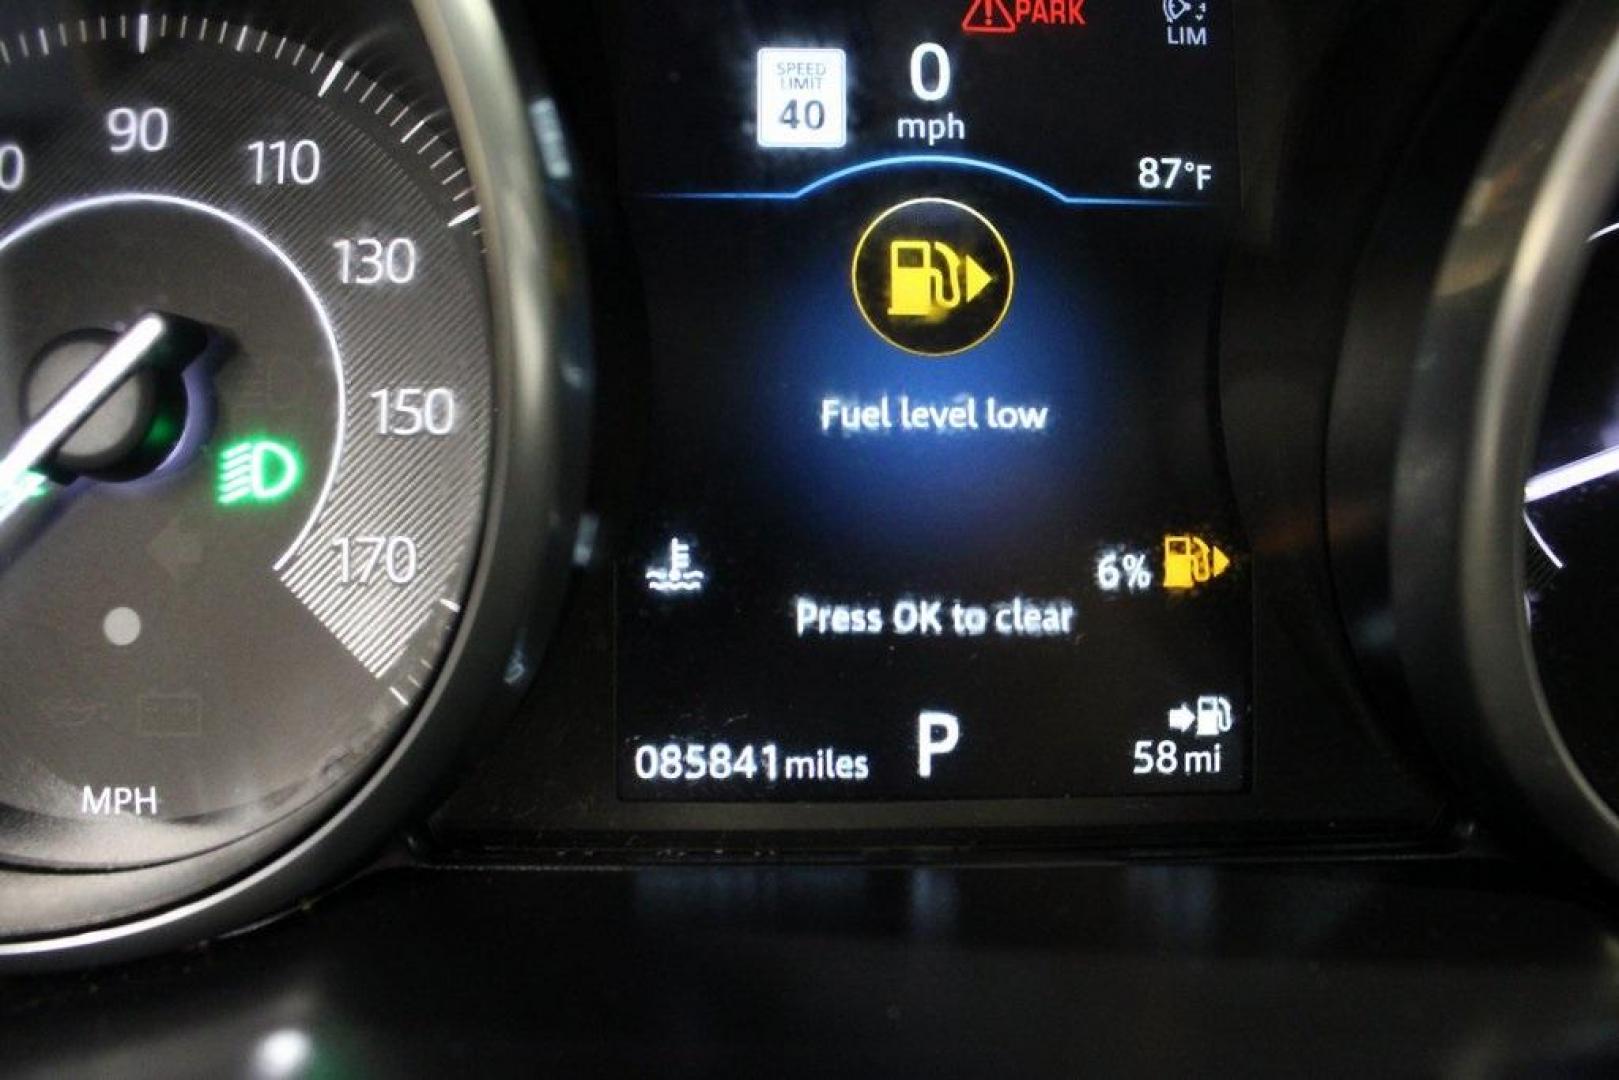 PARK
LIM
SPEED
LIMIT
40
0
mph
87°F
90
110
130
150
170
MPH
Fuel level low
6%
Press OK to clear
085841 miles
P
58 mi